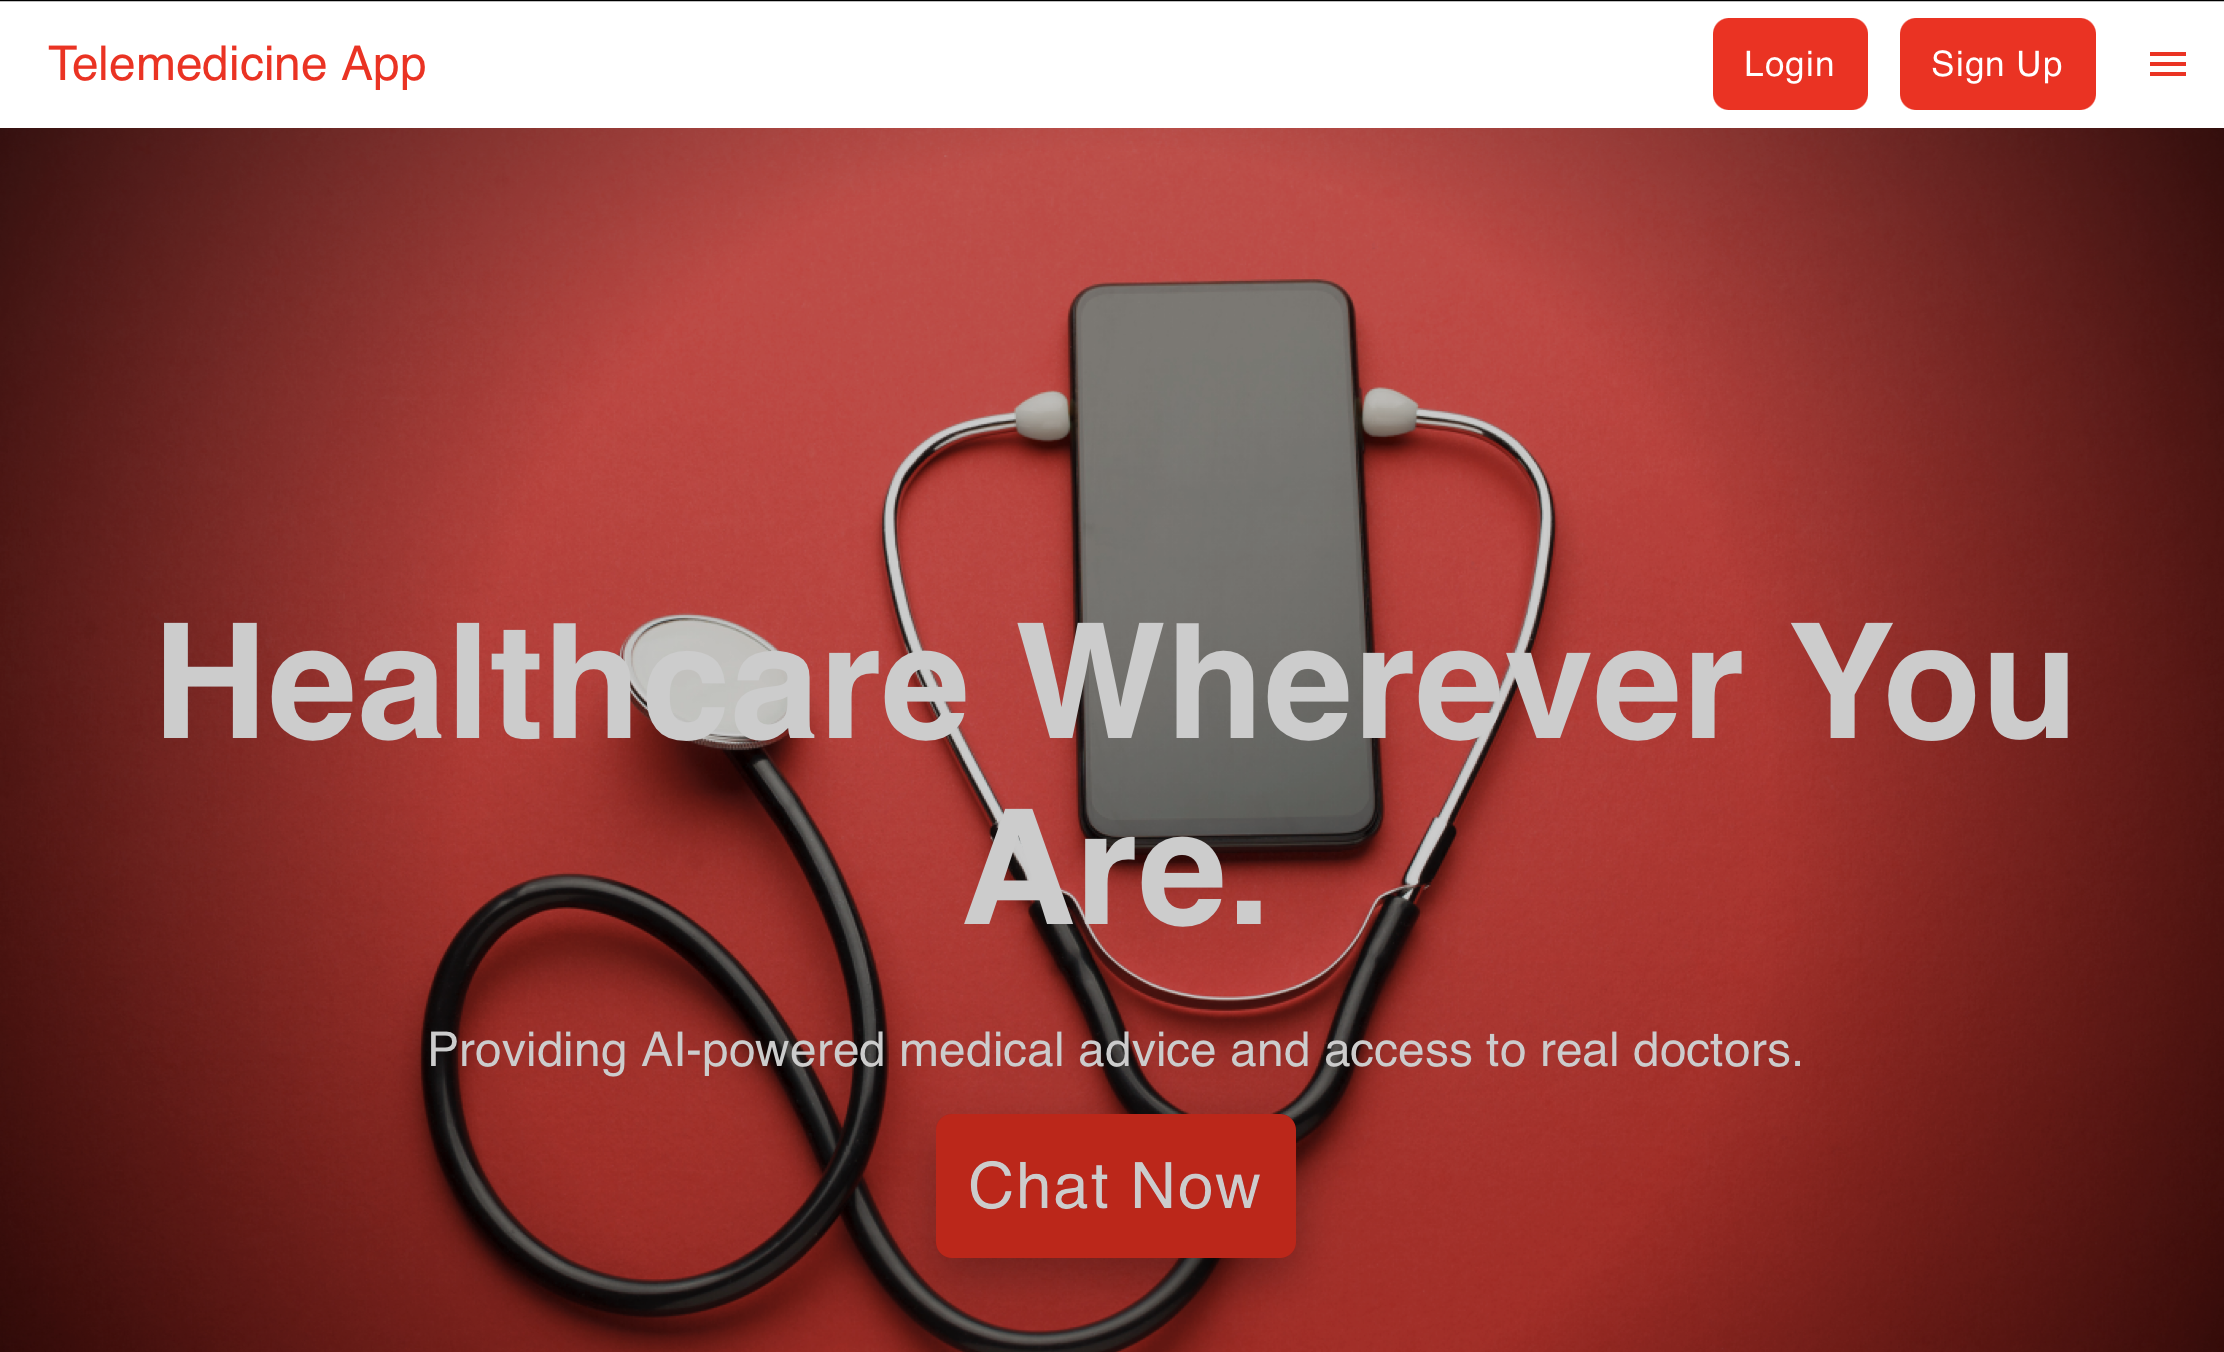 Telemedicine App
Login
Sign Up
Healthcare Wherever You
Are.
Providing AI-powered medical advice and access to real doctors.
Chat Now